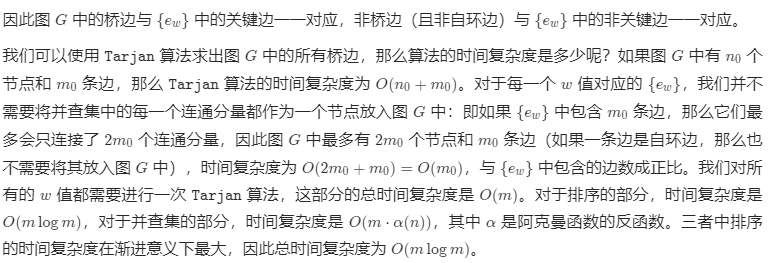 因此图 G 中的桥边与 {e_w} 中的关键边一一对应，非桥边（且非自环边）与 {e_w} 中的非关键边一一对应。
我们可以使用 Tarjan 算法求出图 G 中的所有桥边，那么算法的时间复杂度是多少呢？如果图 G 中有 n₀ 个
节点和 m₀ 条边，那么 Tarjan 算法的时间复杂度为 O(n₀ + m₀)。对于每一个 w 值对应的 {e_w}，我们并不
需要将并查集中的每一个连通分量都作为一个节点放入图 G 中：即如果 {e_w} 中包含 m₀ 条边，那么它们最
多会只连接了 2m₀ 个连通分量，因此图 G 中最多有 2m₀ 个节点和 m₀ 条边（如果一条边是自环边，那么也
不需要将其放入图 G 中），时间复杂度为 O(2m₀ + m₀) = O(m₀)，与 {e_w} 中包含的边数成正比。我们对所
有的 w 值都需要进行一次 Tarjan 算法，这部分的总时间复杂度是 O(m)。对于排序的部分，时间复杂度是
O(m log m)，对于并查集的部分，时间复杂度是 O(m · α(n))，其中 α 是阿克曼函数的反函数。三者中排序
的时间复杂度在渐进意义下最大，因此总时间复杂度为 O(m log m)。